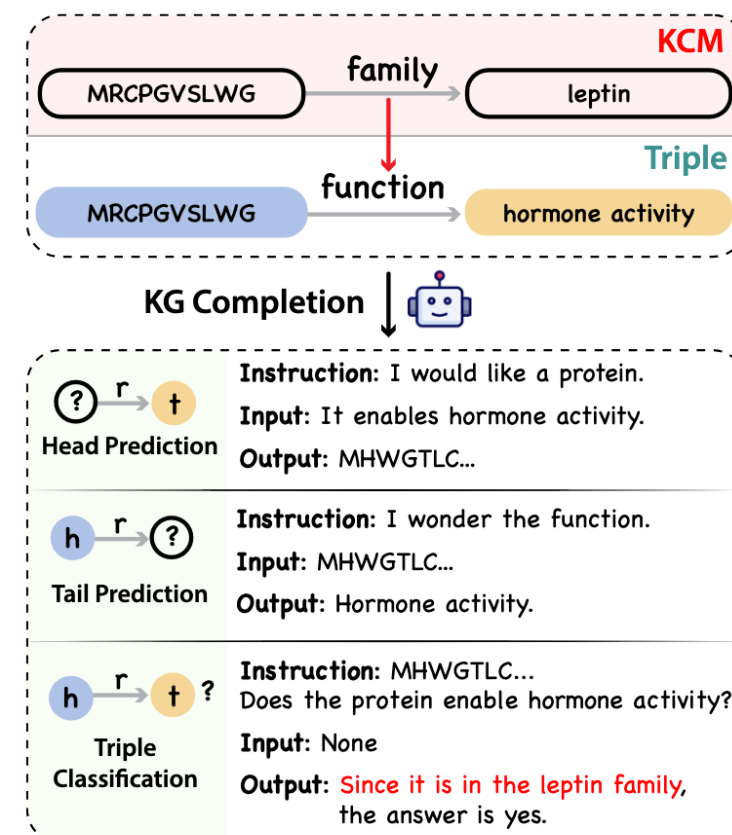 KCM
family
MRCPGVSLWG
leptin
Triple
function
MRCPGVSLWG
hormone activity
KG Completion
? r t
Head Prediction
Instruction: I would like a protein.
Input: It enables hormone activity.
Output: MHWGTLC...
h r ?
Tail Prediction
Instruction: I wonder the function.
Input: MHWGTLC...
Output: Hormone activity.
h r t ?
Triple
Classification
Instruction: MHWGTLC...
Does the protein enable hormone activity?
Input: None
Output: Since it is in the leptin family,
the answer is yes.